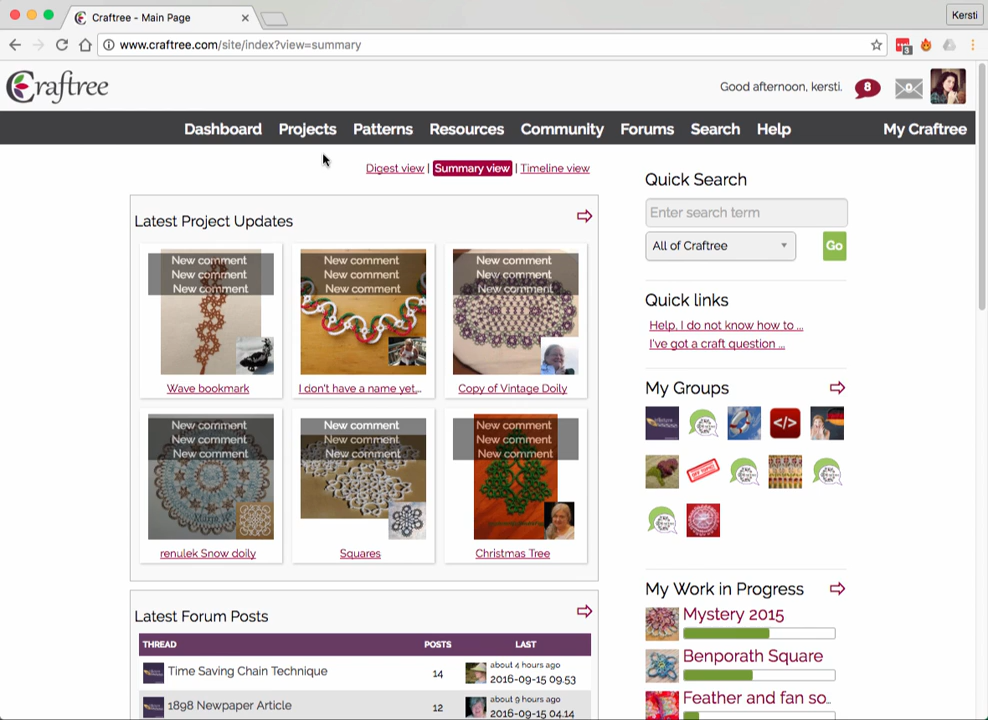 Craftree - Main Page
Kersti
www.craftree.com/site/index?view=summary
3
Craftree
Good afternoon, kersti.
8
0
Dashboard Projects Patterns Resources Community Forums Search Help My Craftree
Digest view | Summary view | Timeline view
Latest Project Updates
New comment
New comment
New comment
Wave bookmark
New comment
New comment
New comment
I don't have a name yet...
New comment
New comment
New comment
Copy of Vintage Doily
New comment
New comment
New comment
renulek Snow doily
New comment
New comment
New comment
Squares
New comment
New comment
New comment
Christmas Tree
Latest Forum Posts
THREAD POSTS LAST
Time Saving Chain Technique 14 about 4 hours ago
2016-09-15 09.53
1898 Newspaper Article 12 about 9 hours ago
2016-09-15 04.14
Quick Search
Enter search term
All of Craftree Go
Quick links
Help, I do not know how to ...
I've got a craft question ...
My Groups
</>
My Work in Progress
Mystery 2015
Benporath Square
Feather and fan so...